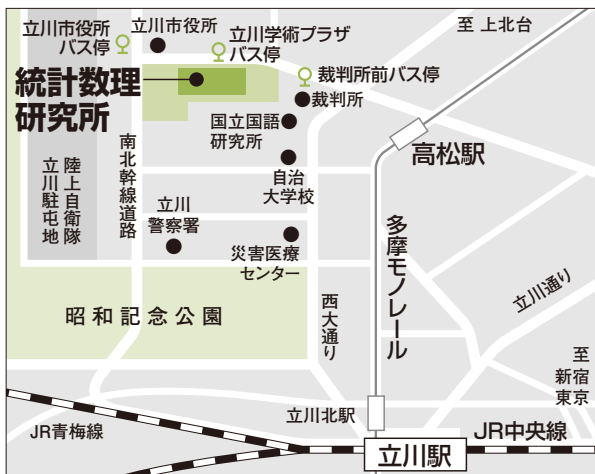 立川市役所
バス停
立川市役所
立川学術プラザ
バス停
至 上北台
統計数理
研究所
裁判所前バス停
裁判所
国立国語
研究所
高松駅
自治
大学校
南北幹線道路
陸上自衛隊
立川駐屯地
立川
警察署
災害医療
センター
多摩モノレール
立川通り
昭和記念公園
西大通り
至
新宿
東京
立川北駅
JR青梅線
立川駅
JR中央線